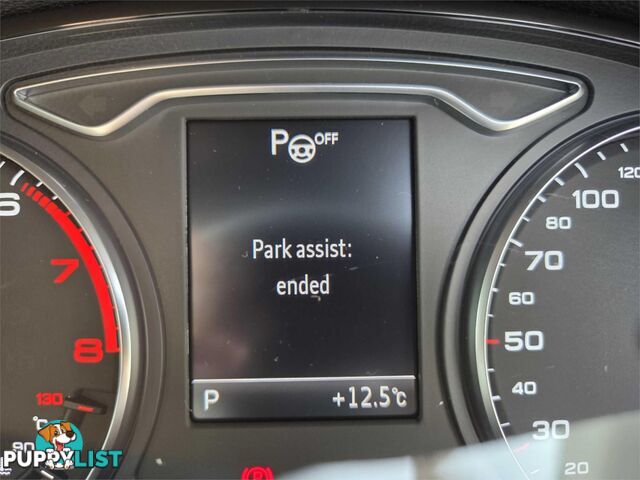 P OFF
Park assist:
ended
P +12.5°C
6
7
8
130
°C
90
120
100
80
70
60
50
40
30
20
(P)
PUPPYLIST